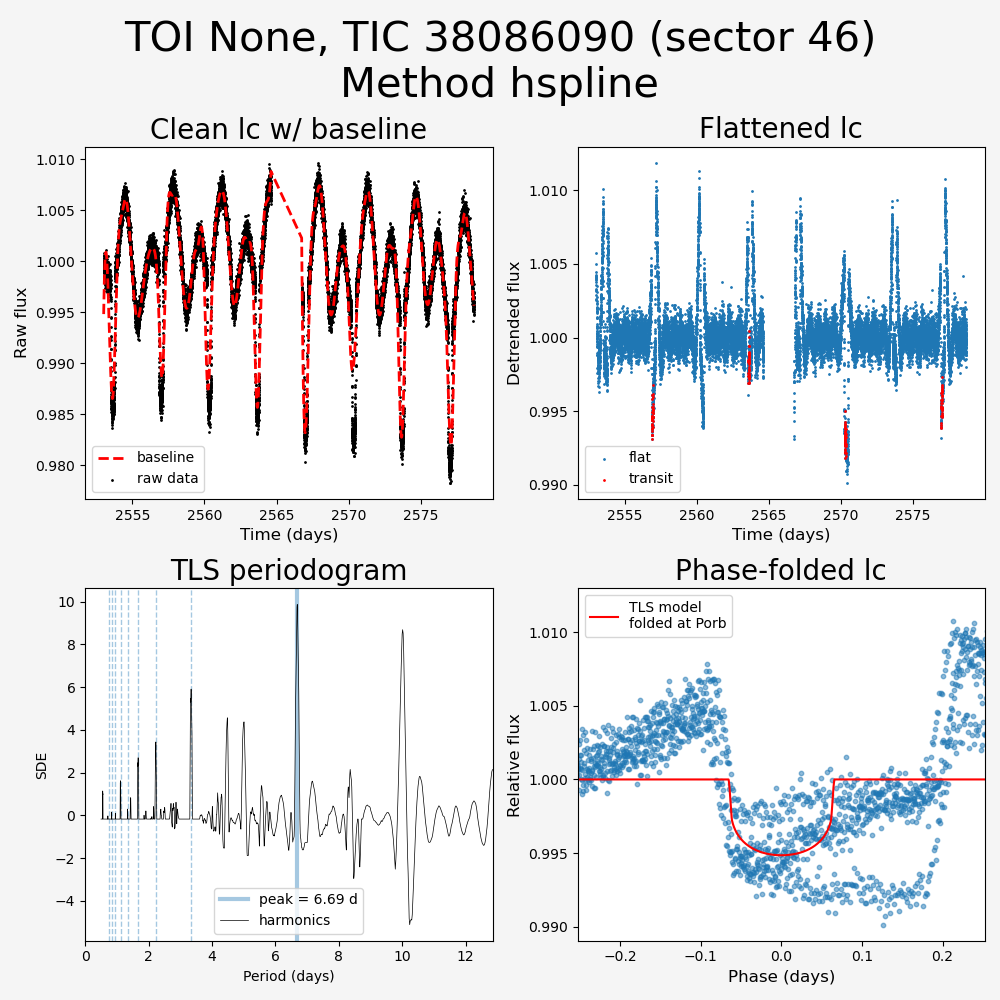 TOI None, TIC 38086090 (sector 46)
Method hspline
Clean lc w/ baseline
Raw flux
1.010
1.005
1.000
0.995
0.990
0.985
0.980
baseline
raw data
2555 2560 2565 2570 2575
Time (days)
Flattened lc
Detrended flux
1.010
1.005
1.000
0.995
0.990
flat
transit
2555 2560 2565 2570 2575
Time (days)
TLS periodogram
SDE
10
8
6
4
2
0
−2
−4
peak = 6.69 d
harmonics
0 2 4 6 8 10 12
Period (days)
Phase-folded lc
Relative flux
TLS model
folded at Porb
1.010
1.005
1.000
0.995
0.990
−0.2 −0.1 0.0 0.1 0.2
Phase (days)